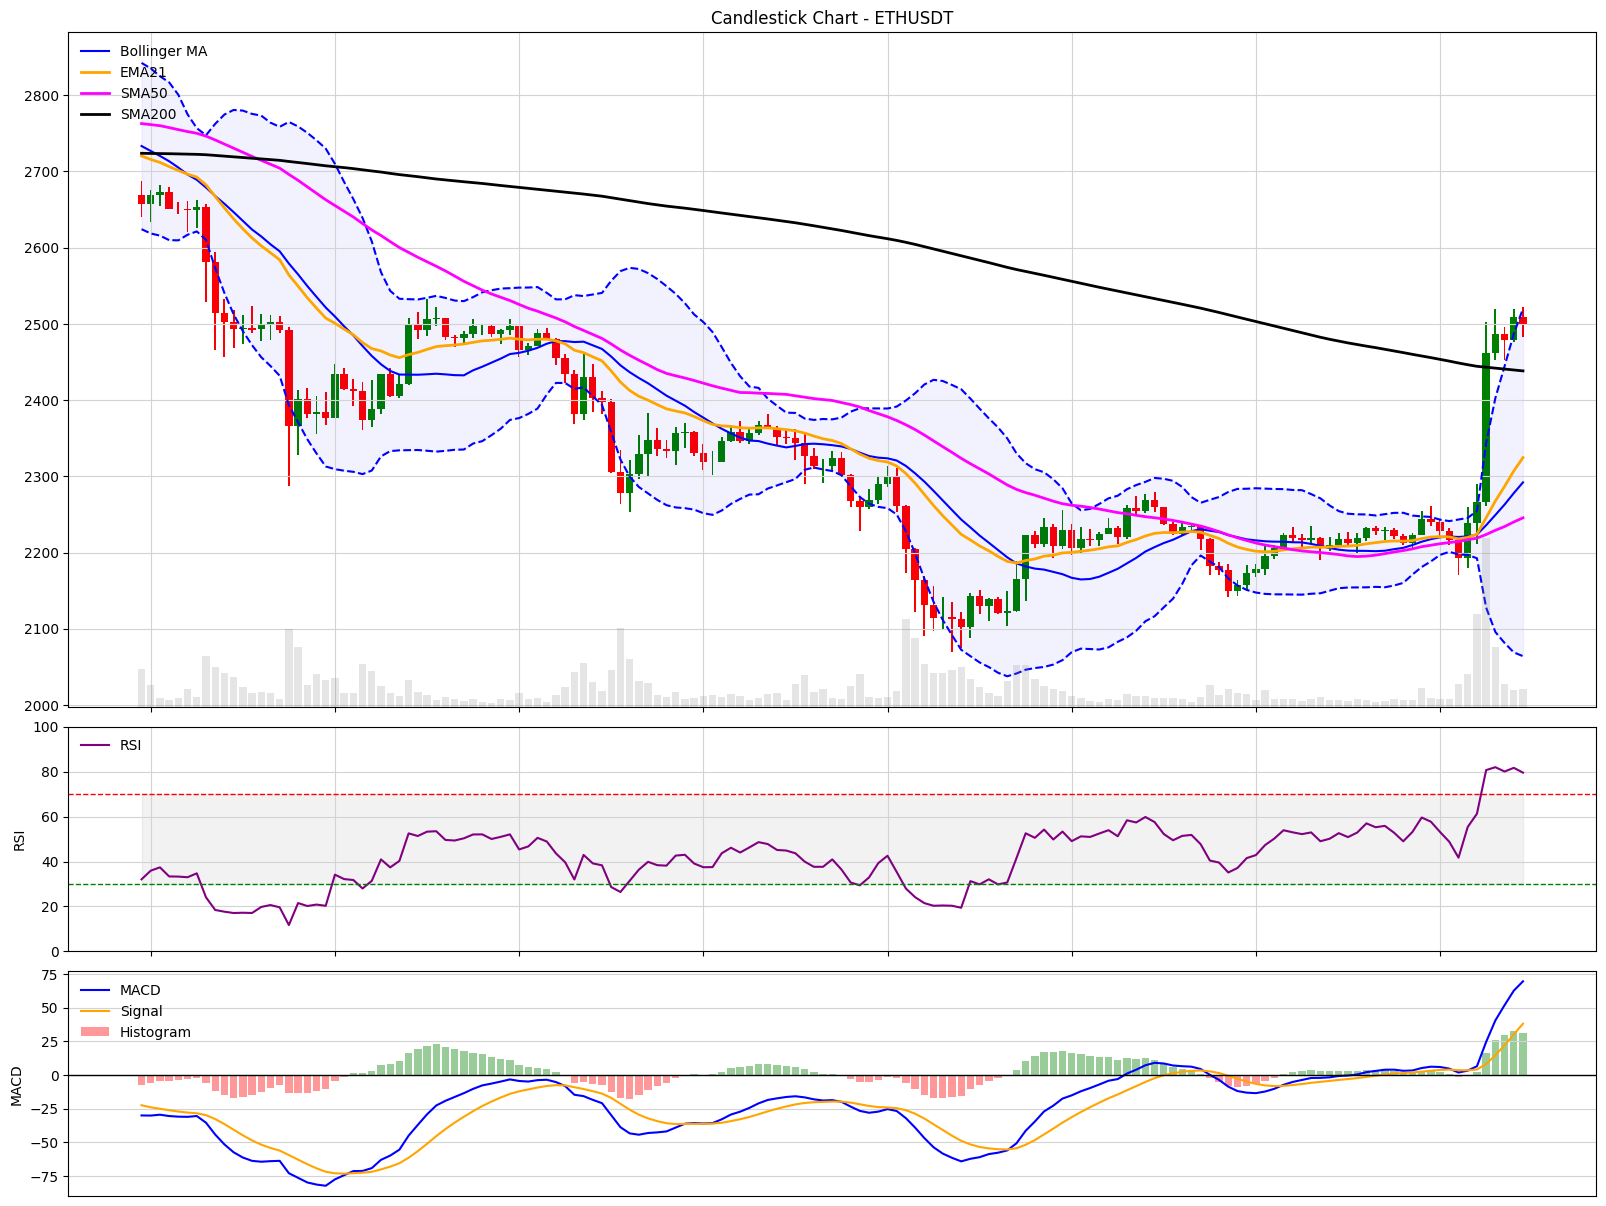 Candlestick Chart - ETHUSDT
Bollinger MA
EMA21
SMA50
SMA200
2800
2700
2600
2500
2400
2300
2200
2100
2000
100
80
60
40
20
0
RSI
RSI
75
50
25
0
−25
−50
−75
MACD
MACD
Signal
Histogram